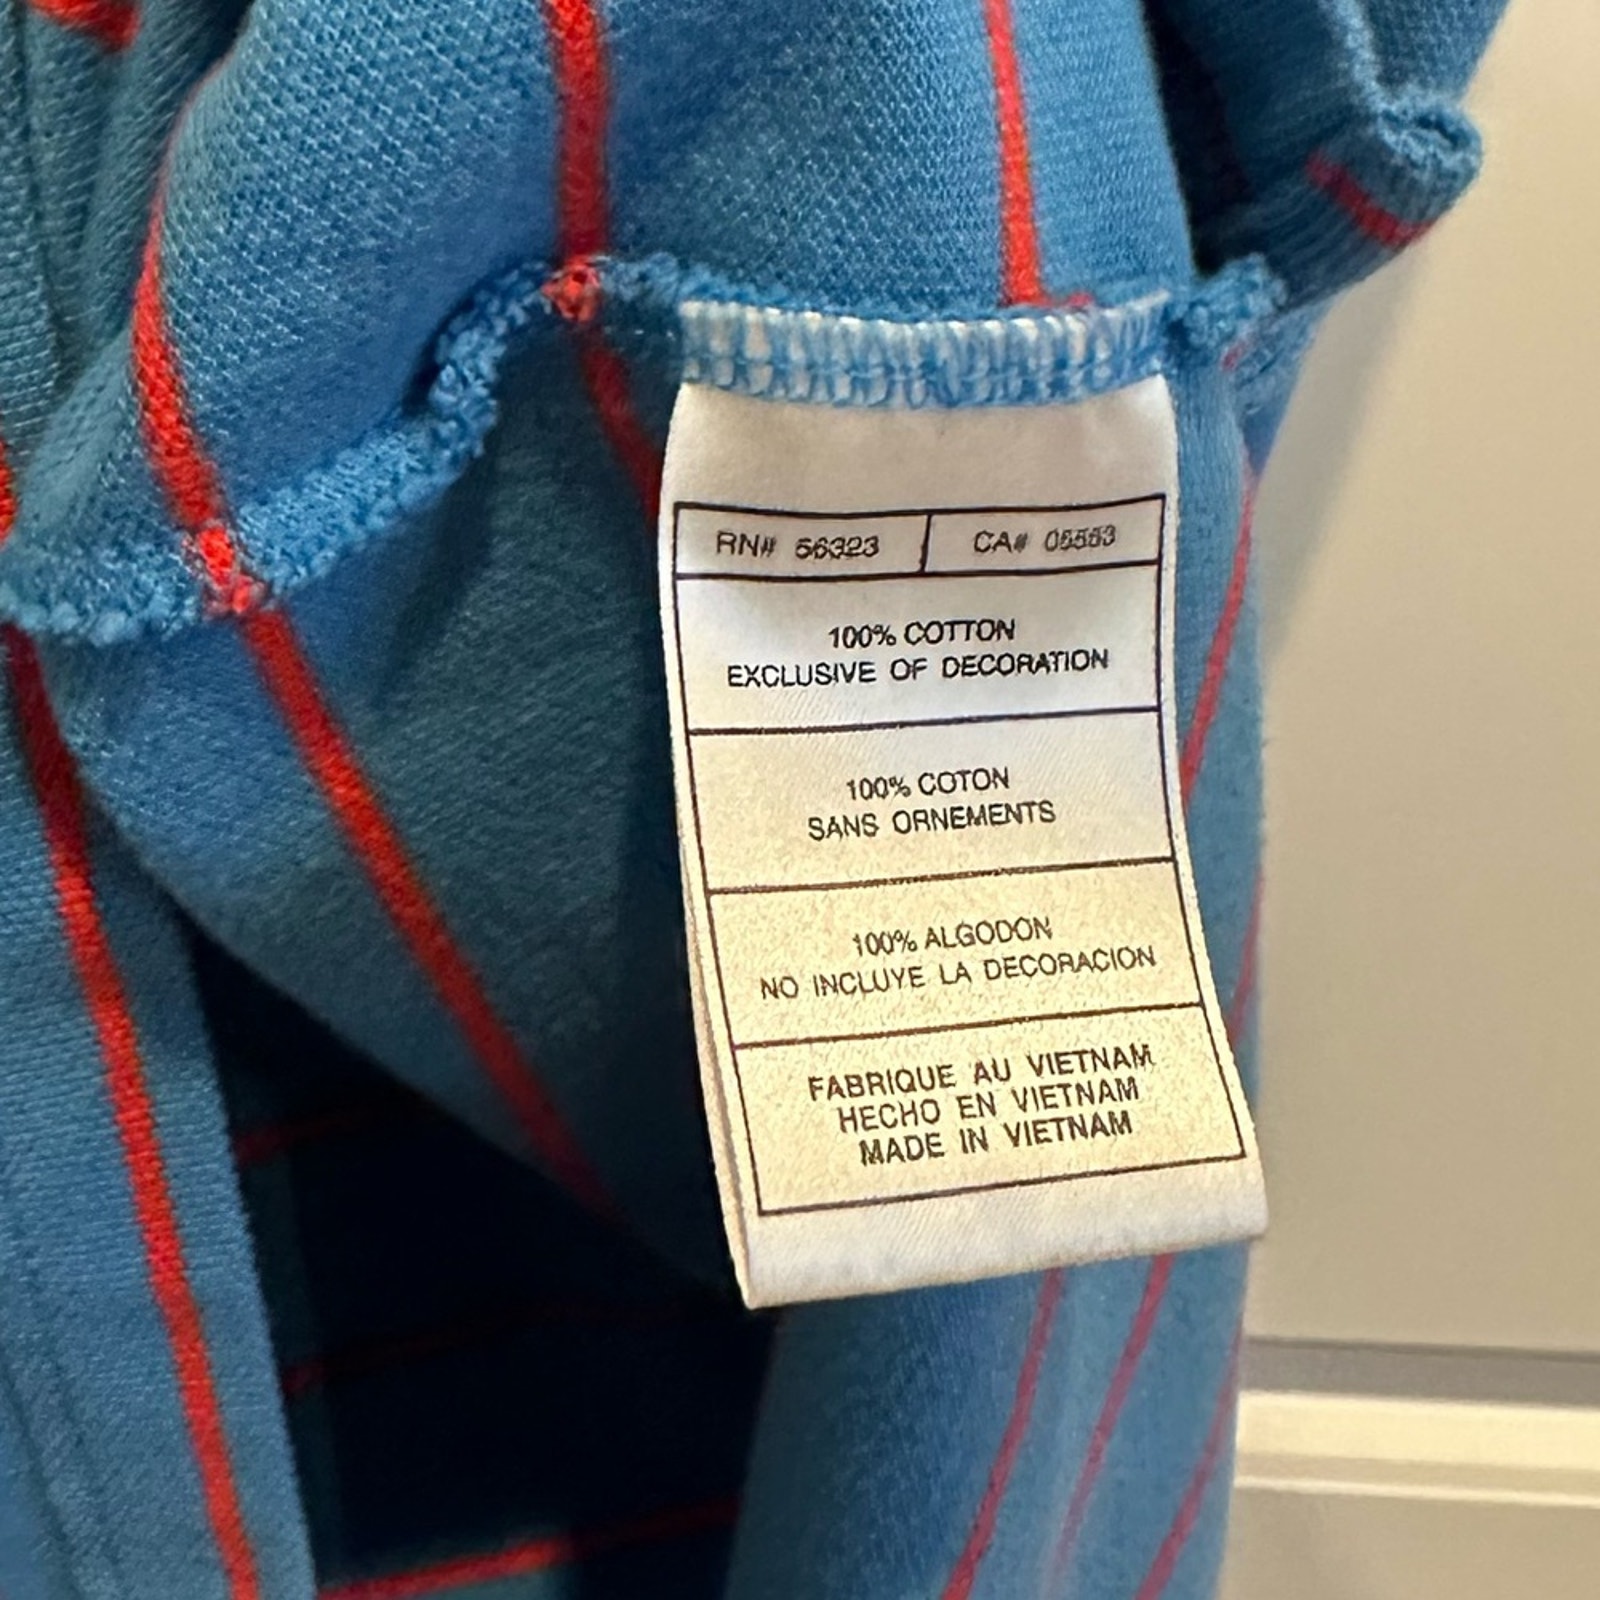 RN# 56323 CA# 05553
100% COTTON
EXCLUSIVE OF DECORATION
100% COTON
SANS ORNEMENTS
100% ALGODON
NO INCLUYE LA DECORACION
FABRIQUE AU VIETNAM
HECHO EN VIETNAM
MADE IN VIETNAM